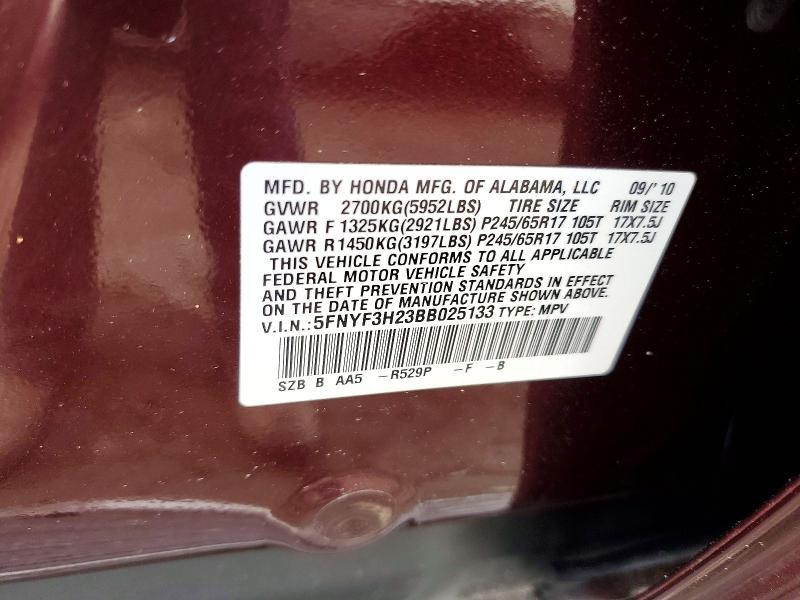 MFD. BY HONDA MFG. OF ALABAMA, LLC 09/'10
GVWR 2700KG(5952LBS) TIRE SIZE RIM SIZE
GAWR F 1325KG(2921LBS) P245/65R17 105T 17X7.5J
GAWR R1450KG(3197LBS) P245/65R17 105T 17X7.5J
THIS VEHICLE CONFORMS TO ALL APPLICABLE
FEDERAL MOTOR VEHICLE SAFETY
AND THEFT PREVENTION STANDARDS IN EFFECT
ON THE DATE OF MANUFACTURE SHOWN ABOVE.
V.I.N.:5FNYF3H23BB025133 TYPE: MPV
SZB B AA5 -R529P -F -B